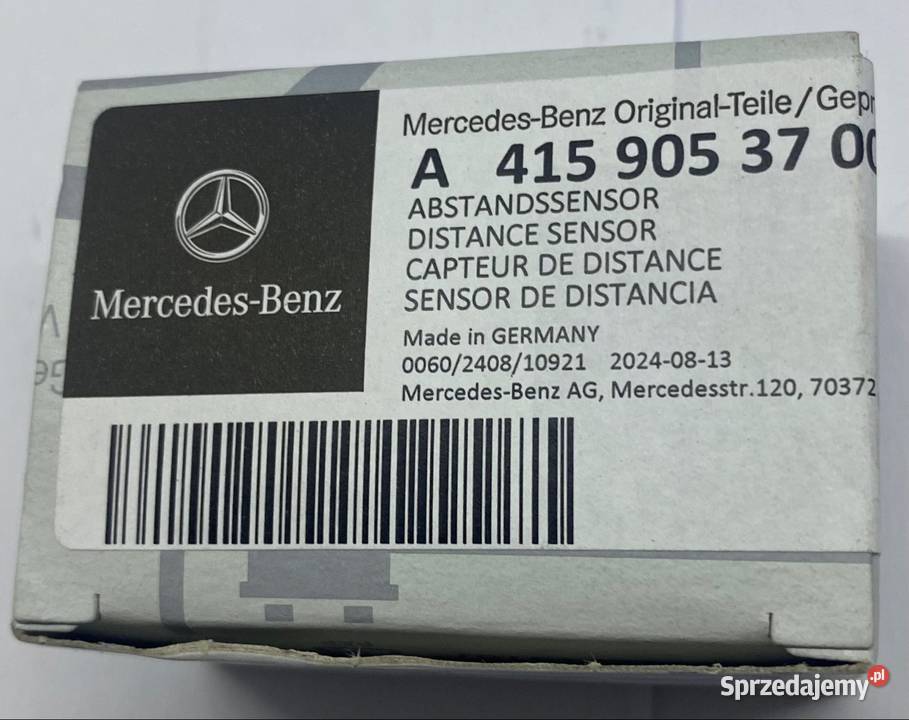 Mercedes-Benz Original-Teile/Gepr
A 415 905 37 00
ABSTANDSSENSOR
DISTANCE SENSOR
CAPTEUR DE DISTANCE
SENSOR DE DISTANCIA
Mercedes-Benz
Made in GERMANY
0060/2408/10921 2024-08-13
Mercedes-Benz AG, Mercedesstr.120, 70372
Sprzedajemy.pl